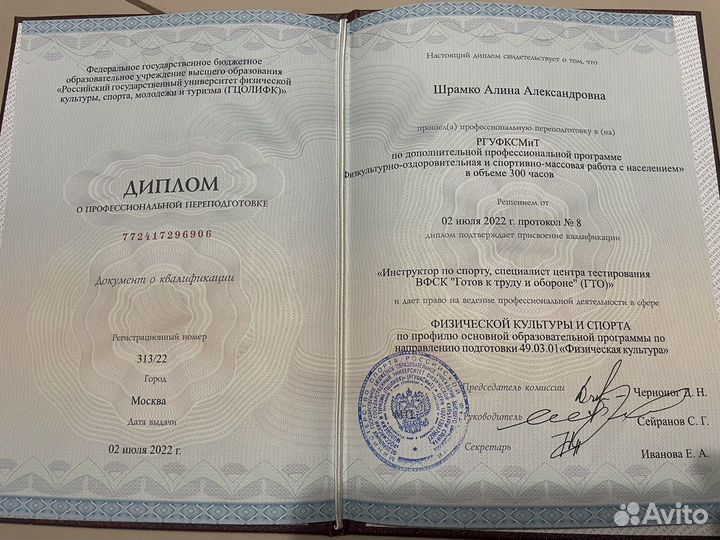 Федеральное государственное бюджетное
образовательное учреждение высшего образования
«Российский государственный университет физической
культуры, спорта, молодежи и туризма (ГЦОЛИФК)»
ДИПЛОМ
О ПРОФЕССИОНАЛЬНОЙ ПЕРЕПОДГОТОВКЕ
772417296906
Документ о квалификации
Регистрационный номер
313/22
Город
Москва
Дата выдачи
02 июля 2022 г.
Настоящий диплом свидетельствует о том, что
Шрамко Алина Александровна
прошел(а) профессиональную переподготовку в (на)
РГУФКСМиТ
по дополнительной профессиональной программе
Физкультурно-оздоровительная и спортивно-массовая работа с населением»
в объеме 300 часов
Решением от
02 июля 2022 г. протокол № 8
диплом подтверждает присвоение квалификации
«Инструктор по спорту, специалист центра тестирования
ВФСК "Готов к труду и обороне" (ГТО)»
и дает право на ведение профессиональной деятельности в сфере
ФИЗИЧЕСКОЙ КУЛЬТУРЫ И СПОРТА
по профилю основной образовательной программы по
направлению подготовки 49.03.01«Физическая культура»
Председатель комиссии Черноног Д. Н.
Руководитель Сейранов С. Г.
Секретарь Иванова Е. А.
М.П.
Avito